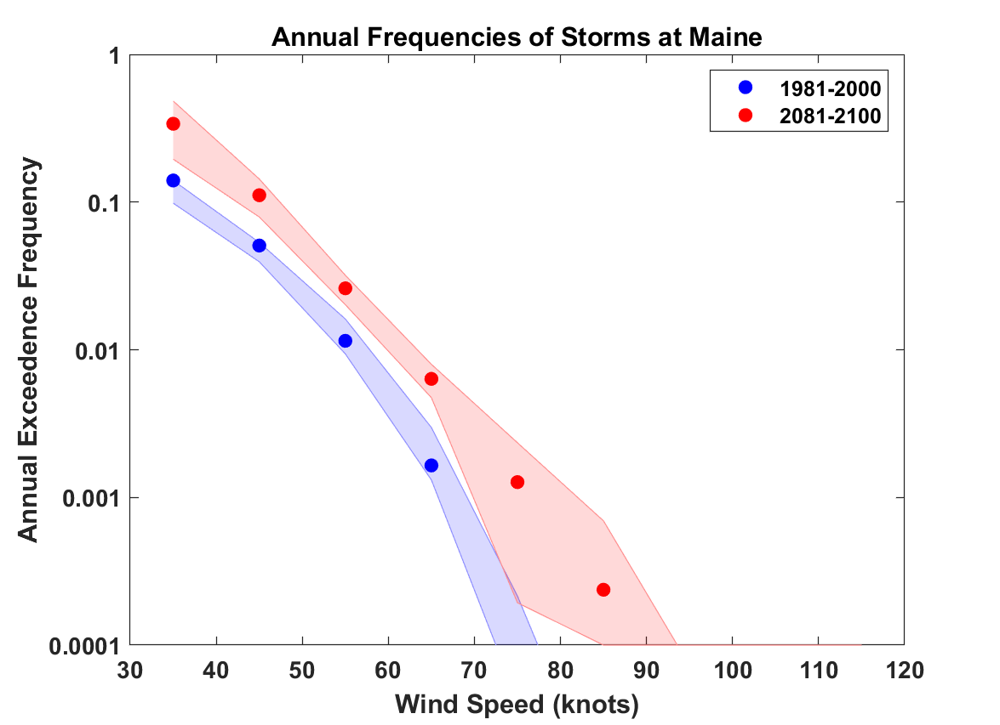 Annual Frequencies of Storms at Maine
1
1981-2000
2081-2100
0.1
0.01
0.001
0.0001
Annual Exceedence Frequency
30 40 50 60 70 80 90 100 110 120
Wind Speed (knots)